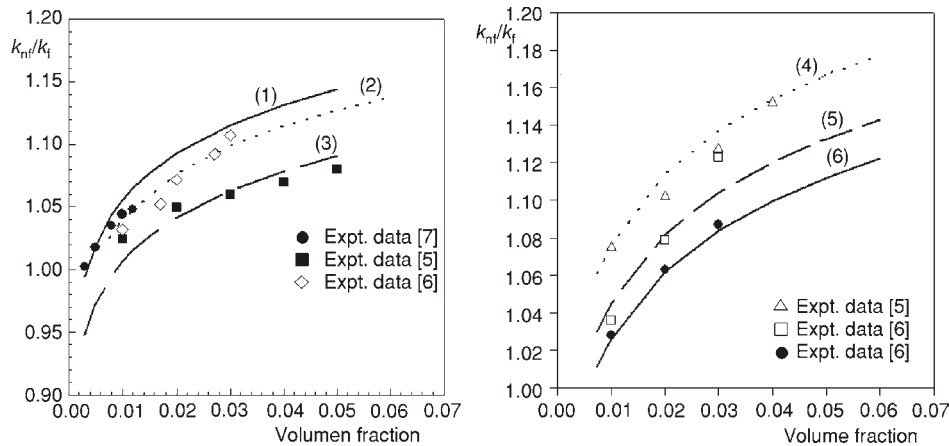 1.20
k_nf/k_f
1.15
1.10
1.05
1.00
0.95
0.90
0.00 0.01 0.02 0.03 0.04 0.05 0.06 0.07
Volumen fraction
(1)
(2)
(3)
Expt. data [7]
Expt. data [5]
Expt. data [6]
1.20
k_nf/k_f
1.18
1.16
1.14
1.12
1.10
1.08
1.06
1.04
1.02
1.00
0.00 0.01 0.02 0.03 0.04 0.05 0.06 0.07
Volume fraction
(4)
(5)
(6)
Expt. data [5]
Expt. data [6]
Expt. data [6]